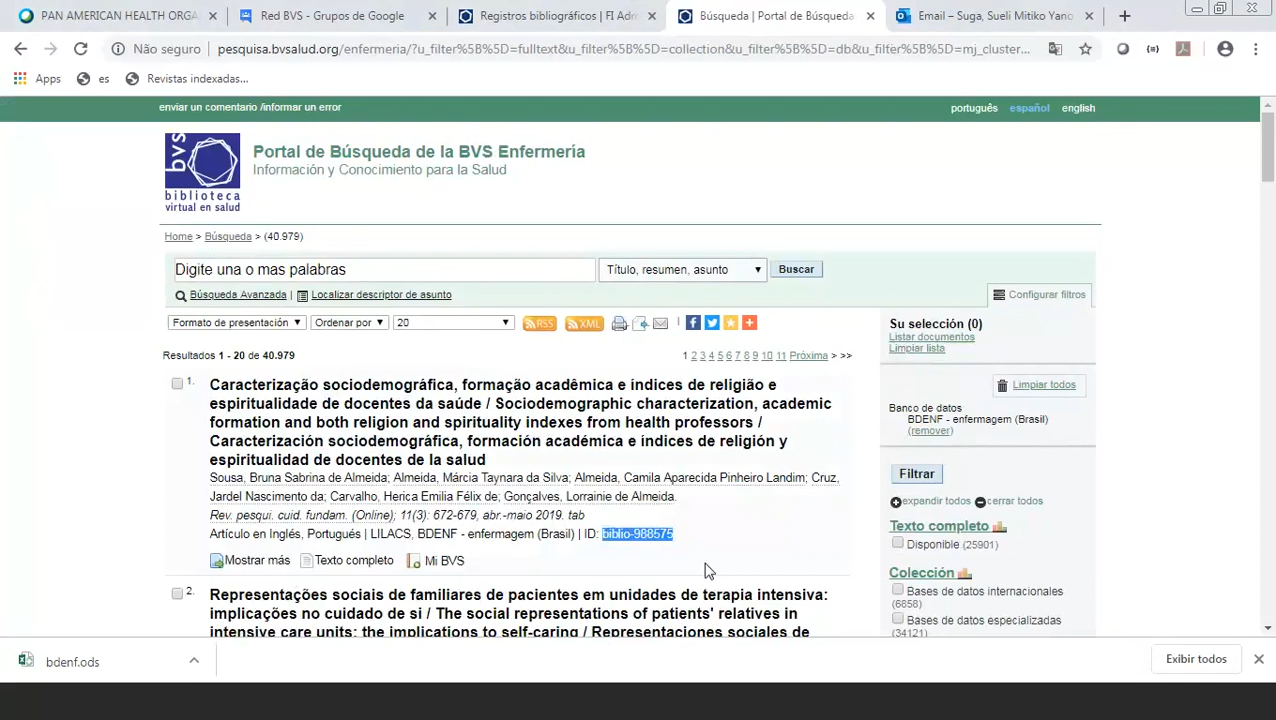 PAN AMERICAN HEALTH ORGA
Red BVS - Grupos de Google
Registros bibliográficos | FI Adm
Búsqueda | Portal de Búsqueda
Email – Suga, Sueli Mitiko Yano
Não seguro
pesquisa.bvsalud.org/enfermeria/?u_filter%5B%5D=fulltext&u_filter%5B%5D=collection&u_filter%5B%5D=db&u_filter%5B%5D=mj_cluster...
Apps
es
Revistas indexadas...
enviar un comentario /informar un error
português
español
english
bvs
biblioteca
virtual en salud
Portal de Búsqueda de la BVS Enfermería
Información y Conocimiento para la Salud
Home > Búsqueda > (40.979)
Digite una o mas palabras
Título, resumen, asunto
Buscar
Búsqueda Avanzada | Localizar descriptor de asunto
Configurar filtros
Formato de presentación
Ordenar por
20
RSS
XML
Resultados 1 - 20 de 40.979
1 2 3 4 5 6 7 8 9 10 11 Próxima > >>
1.
Caracterização sociodemográfica, formação acadêmica e índices de religião e
espiritualidade de docentes da saúde / Sociodemographic characterization, academic
formation and both religion and spirituality indexes from health professors /
Caracterización sociodemográfica, formación académica e índices de religión y
espiritualidad de docentes de la salud
Sousa, Bruna Sabrina de Almeida; Almeida, Márcia Taynara da Silva; Almeida, Camila Aparecida Pinheiro Landim; Cruz,
Jardel Nascimento da; Carvalho, Herica Emilia Félix de; Gonçalves, Lorrainie de Almeida.
Rev. pesqui. cuid. fundam. (Online); 11(3): 672-679, abr.-maio 2019. tab
Artículo en Inglés, Portugués | LILACS, BDENF - enfermagem (Brasil) | ID: biblio-988575
Mostrar más
Texto completo
Mi BVS
2.
Representações sociais de familiares de pacientes em unidades de terapia intensiva:
implicações no cuidado de si / The social representations of patients' relatives in
intensive care units: the implications to self-caring / Representaciones sociales de
Su selección (0)
Listar documentos
Limpiar lista
Limpiar todos
Banco de datos
BDENF - enfermagem (Brasil)
(remover)
Filtrar
expandir todos
cerrar todos
Texto completo
Disponible (25901)
Colección
Bases de datos internacionales
(6858)
Bases de datos especializadas
(34121)
bdenf.ods
Exibir todos